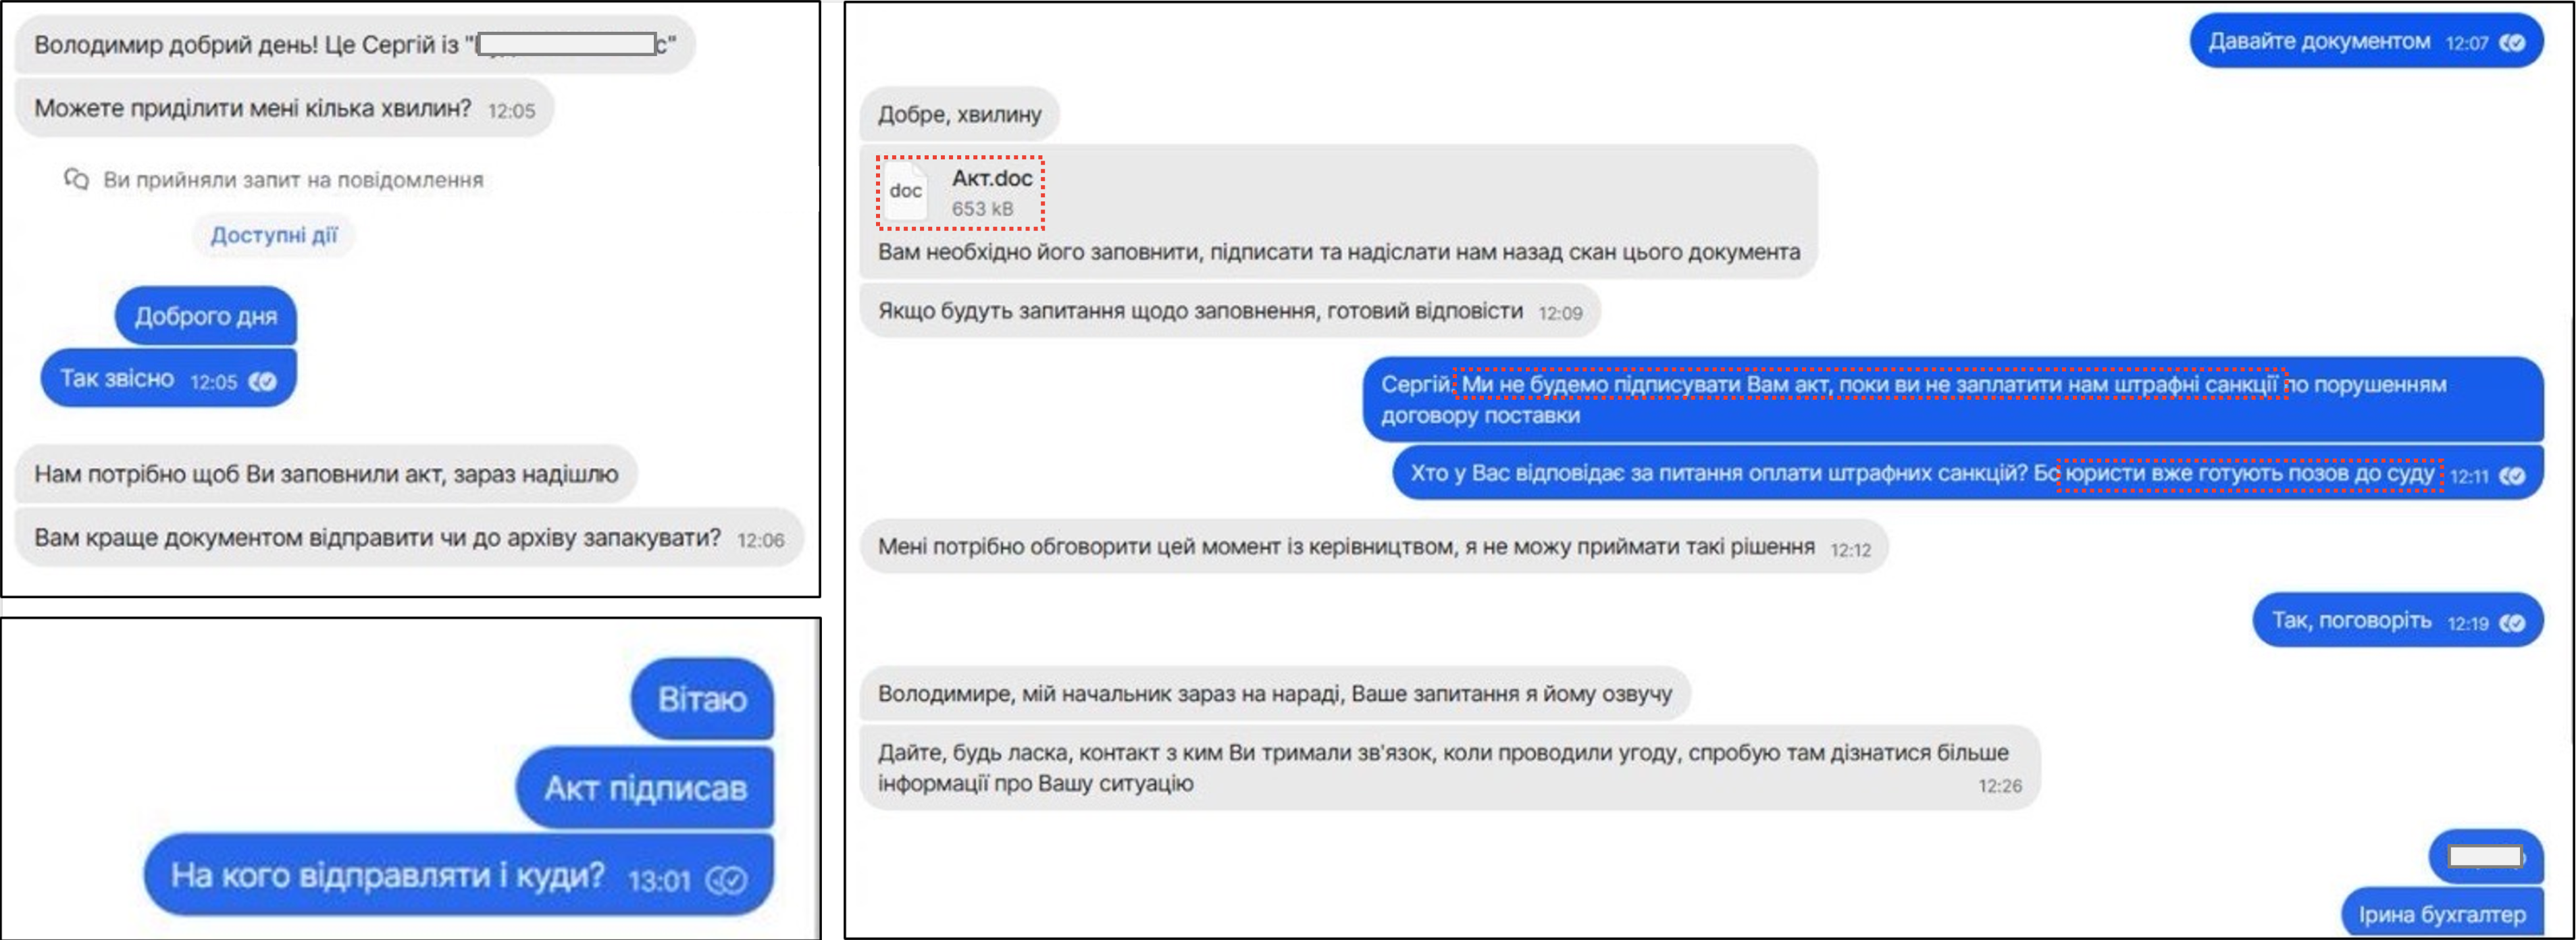 Володимир добрий день! Це Сергій із "с"
Можете приділити мені кілька хвилин? 12:05
Ви прийняли запит на повідомлення
Доступні дії
Доброго дня
Так звісно 12:05
Нам потрібно щоб Ви заповнили акт, зараз надішлю
Вам краще документом відправити чи до архіву запакувати? 12:06
Давайте документом 12:07
Добре, хвилину
doc
Акт.doc
653 kB
Вам необхідно його заповнити, підписати та надіслати нам назад скан цього документа
Якщо будуть запитання щодо заповнення, готовий відповісти 12:09
Сергій. Ми не будемо підписувати Вам акт, поки ви не заплатити нам штрафні санкції по порушенням
договору поставки
Хто у Вас відповідає за питання оплати штрафних санкцій? Бо юристи вже готують позов до суду 12:11
Мені потрібно обговорити цей момент із керівництвом, я не можу приймати такі рішення 12:12
Так, поговоріть 12:19
Володимире, мій начальник зараз на нараді, Ваше запитання я йому озвучу
Дайте, будь ласка, контакт з ким Ви тримали зв'язок, коли проводили угоду, спробую там дізнатися більше
інформації про Вашу ситуацію 12:26
Ірина бухгалтер
Вітаю
Акт підписав
На кого відправляти і куди? 13:01